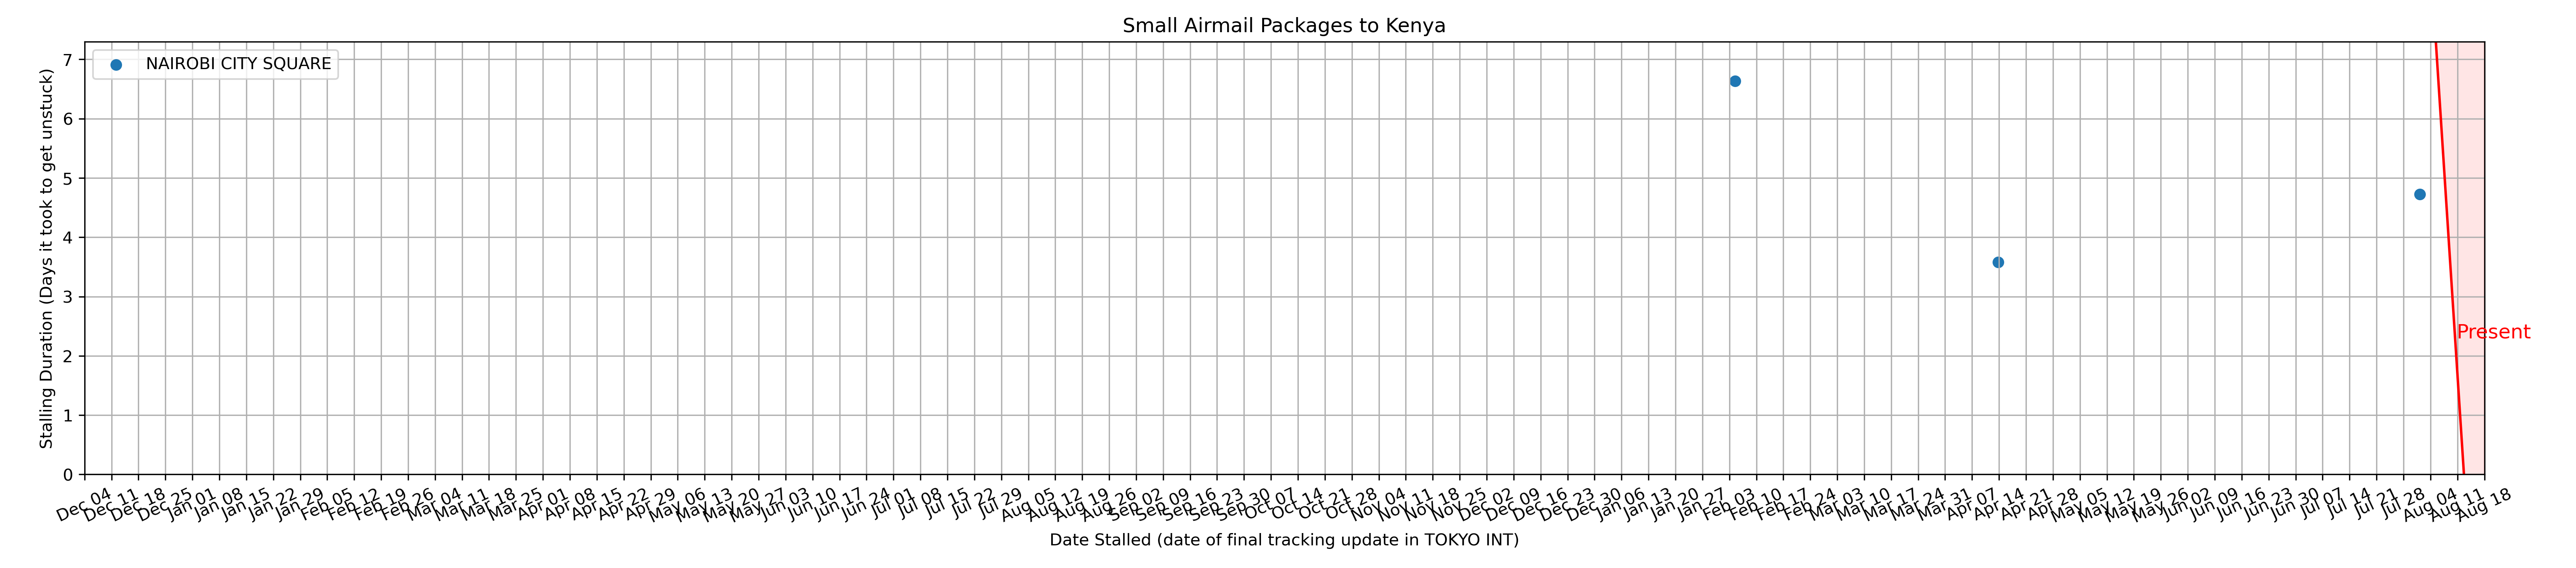 Small Airmail Packages to Kenya
NAIROBI CITY SQUARE
Stalling Duration (Days it took to get unstuck)
7
6
5
4
3
2
1
0
Present
Dec 04 Dec 11 Dec 18 Dec 25 Jan 01 Jan 08 Jan 15 Jan 22 Jan 29 Feb 05 Feb 12 Feb 19 Feb 26 Mar 04 Mar 11 Mar 18 Mar 25 Apr 01 Apr 08 Apr 15 Apr 22 Apr 29 May 06 May 13 May 20 May 27 Jun 03 Jun 10 Jun 17 Jun 24 Jul 01 Jul 08 Jul 15 Jul 22 Jul 29 Aug 05 Aug 12 Aug 19 Aug 26 Sep 02 Sep 09 Sep 16 Sep 23 Sep 30 Oct 07 Oct 14 Oct 21 Oct 28 Nov 04 Nov 11 Nov 18 Nov 25 Dec 02 Dec 09 Dec 16 Dec 23 Dec 30 Jan 06 Jan 13 Jan 20 Jan 27 Feb 03 Feb 10 Feb 17 Feb 24 Mar 03 Mar 10 Mar 17 Mar 24 Mar 31 Apr 07 Apr 14 Apr 21 Apr 28 May 05 May 12 May 19 May 26 Jun 02 Jun 09 Jun 16 Jun 23 Jun 30 Jul 07 Jul 14 Jul 21 Jul 28 Aug 04 Aug 11 Aug 18
Date Stalled (date of final tracking update in TOKYO INT)